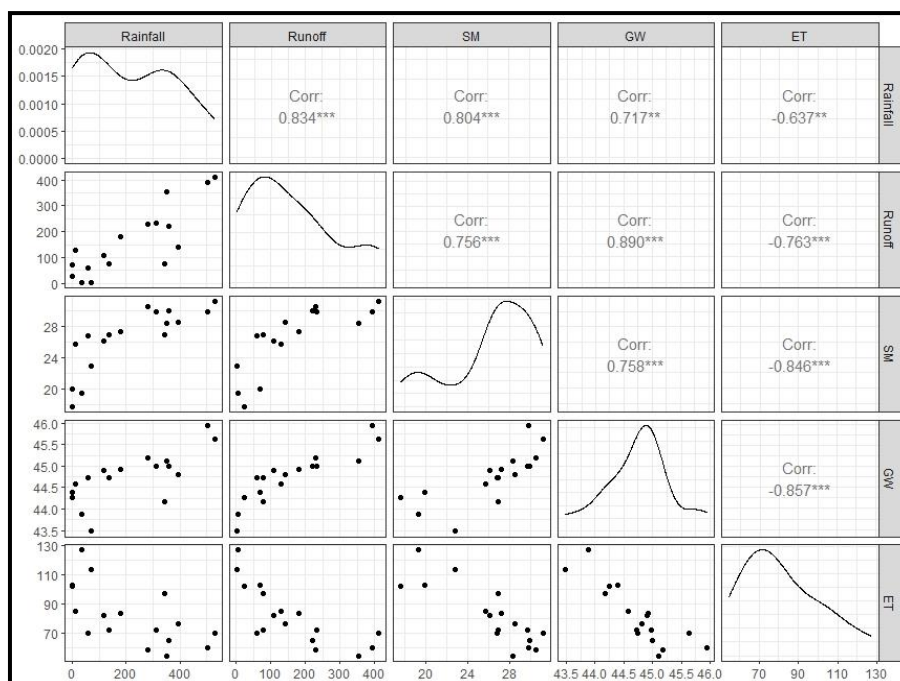 Rainfall Runoff SM GW ET
0.0020
0.0015
0.0010
0.0005
0.0000
Corr:
0.834***
Corr:
0.804***
Corr:
0.717**
Corr:
-0.637**
Rainfall
400
300
200
100
0
Corr:
0.756***
Corr:
0.890***
Corr:
-0.763***
Runoff
28
24
20
Corr:
0.758***
Corr:
-0.846***
SM
46.0
45.5
45.0
44.5
44.0
43.5
Corr:
-0.857***
GW
130
110
90
70
ET
0 200 400 0 100 200 300 400 20 24 28 43.5 44.0 44.5 45.0 45.5 46.0 70 90 110 130